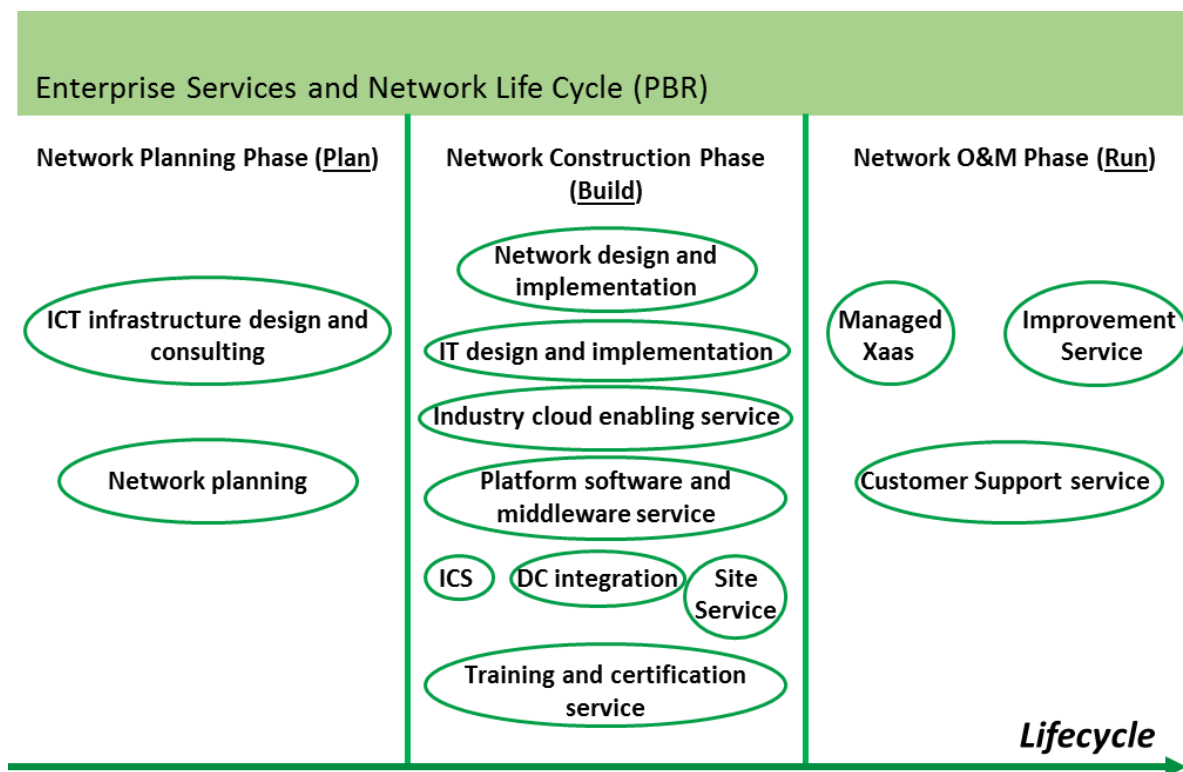 Enterprise Services and Network Life Cycle (PBR)
Network Planning Phase (Plan)
ICT infrastructure design and
consulting
Network planning
Network Construction Phase
(Build)
Network design and
implementation
IT design and implementation
Industry cloud enabling service
Platform software and
middleware service
ICS
DC integration
Site
Service
Training and certification
service
Network O&M Phase (Run)
Managed
Xaas
Improvement
Service
Customer Support service
Lifecycle